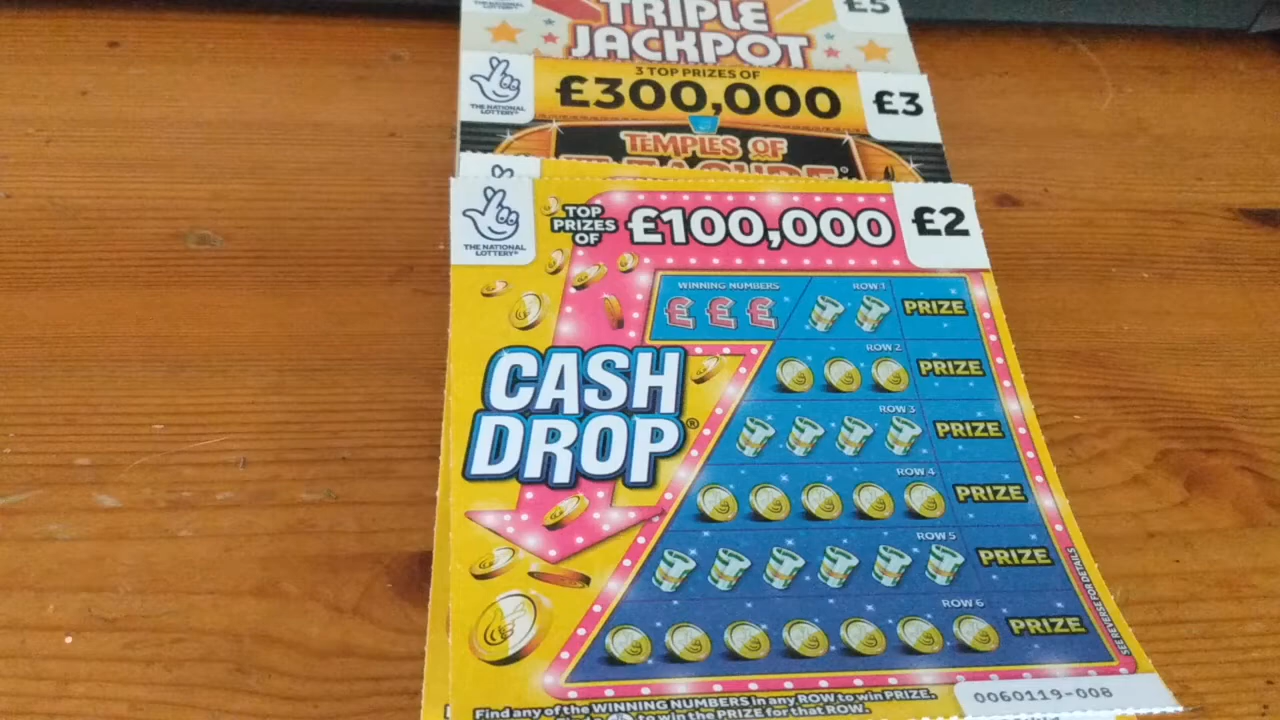 £5
TRIPLE
JACKPOT
3 TOP PRIZES OF
£300,000
£3
THE NATIONAL
LOTTERY®
TEMPLES OF
TOP
PRIZES
OF
£100,000
£2
THE NATIONAL
LOTTERY®
WINNING NUMBERS
£ £ £
ROW 1
PRIZE
ROW 2
PRIZE
CASH
DROP®
ROW 3
PRIZE
ROW 4
PRIZE
ROW 5
PRIZE
ROW 6
PRIZE
SEE REVERSE FOR DETAILS
0060119-008
Find any of the WINNING NUMBERS in any ROW to win PRIZE.
to win the PRIZE for that ROW.